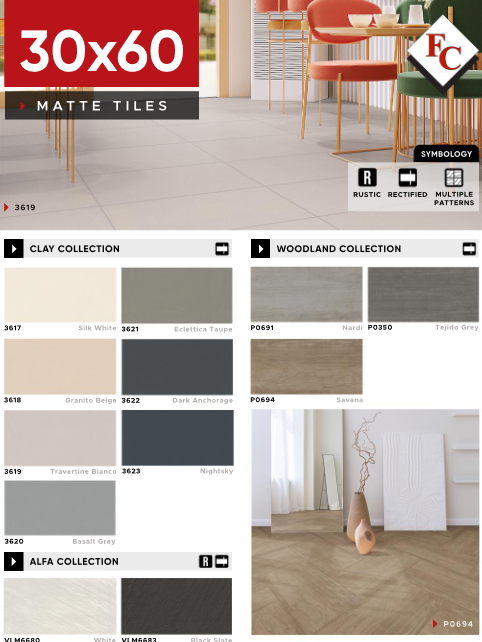 30x60
MATTE TILES
FC
SYMBOLOGY
R
RUSTIC RECTIFIED MULTIPLE
PATTERNS
3619
CLAY COLLECTION
3617 Silk White
3621 Eclettica Taupe
3618 Granito Beige
3622 Dark Anchorage
3619 Travertine Bianco
3623 Nightsky
3620 Basalt Grey
ALFA COLLECTION
R
VLM6680 White
VLM6683 Black Slate
WOODLAND COLLECTION
P0691 Nardi
P0350 Tejido Grey
P0694 Savana
P0694